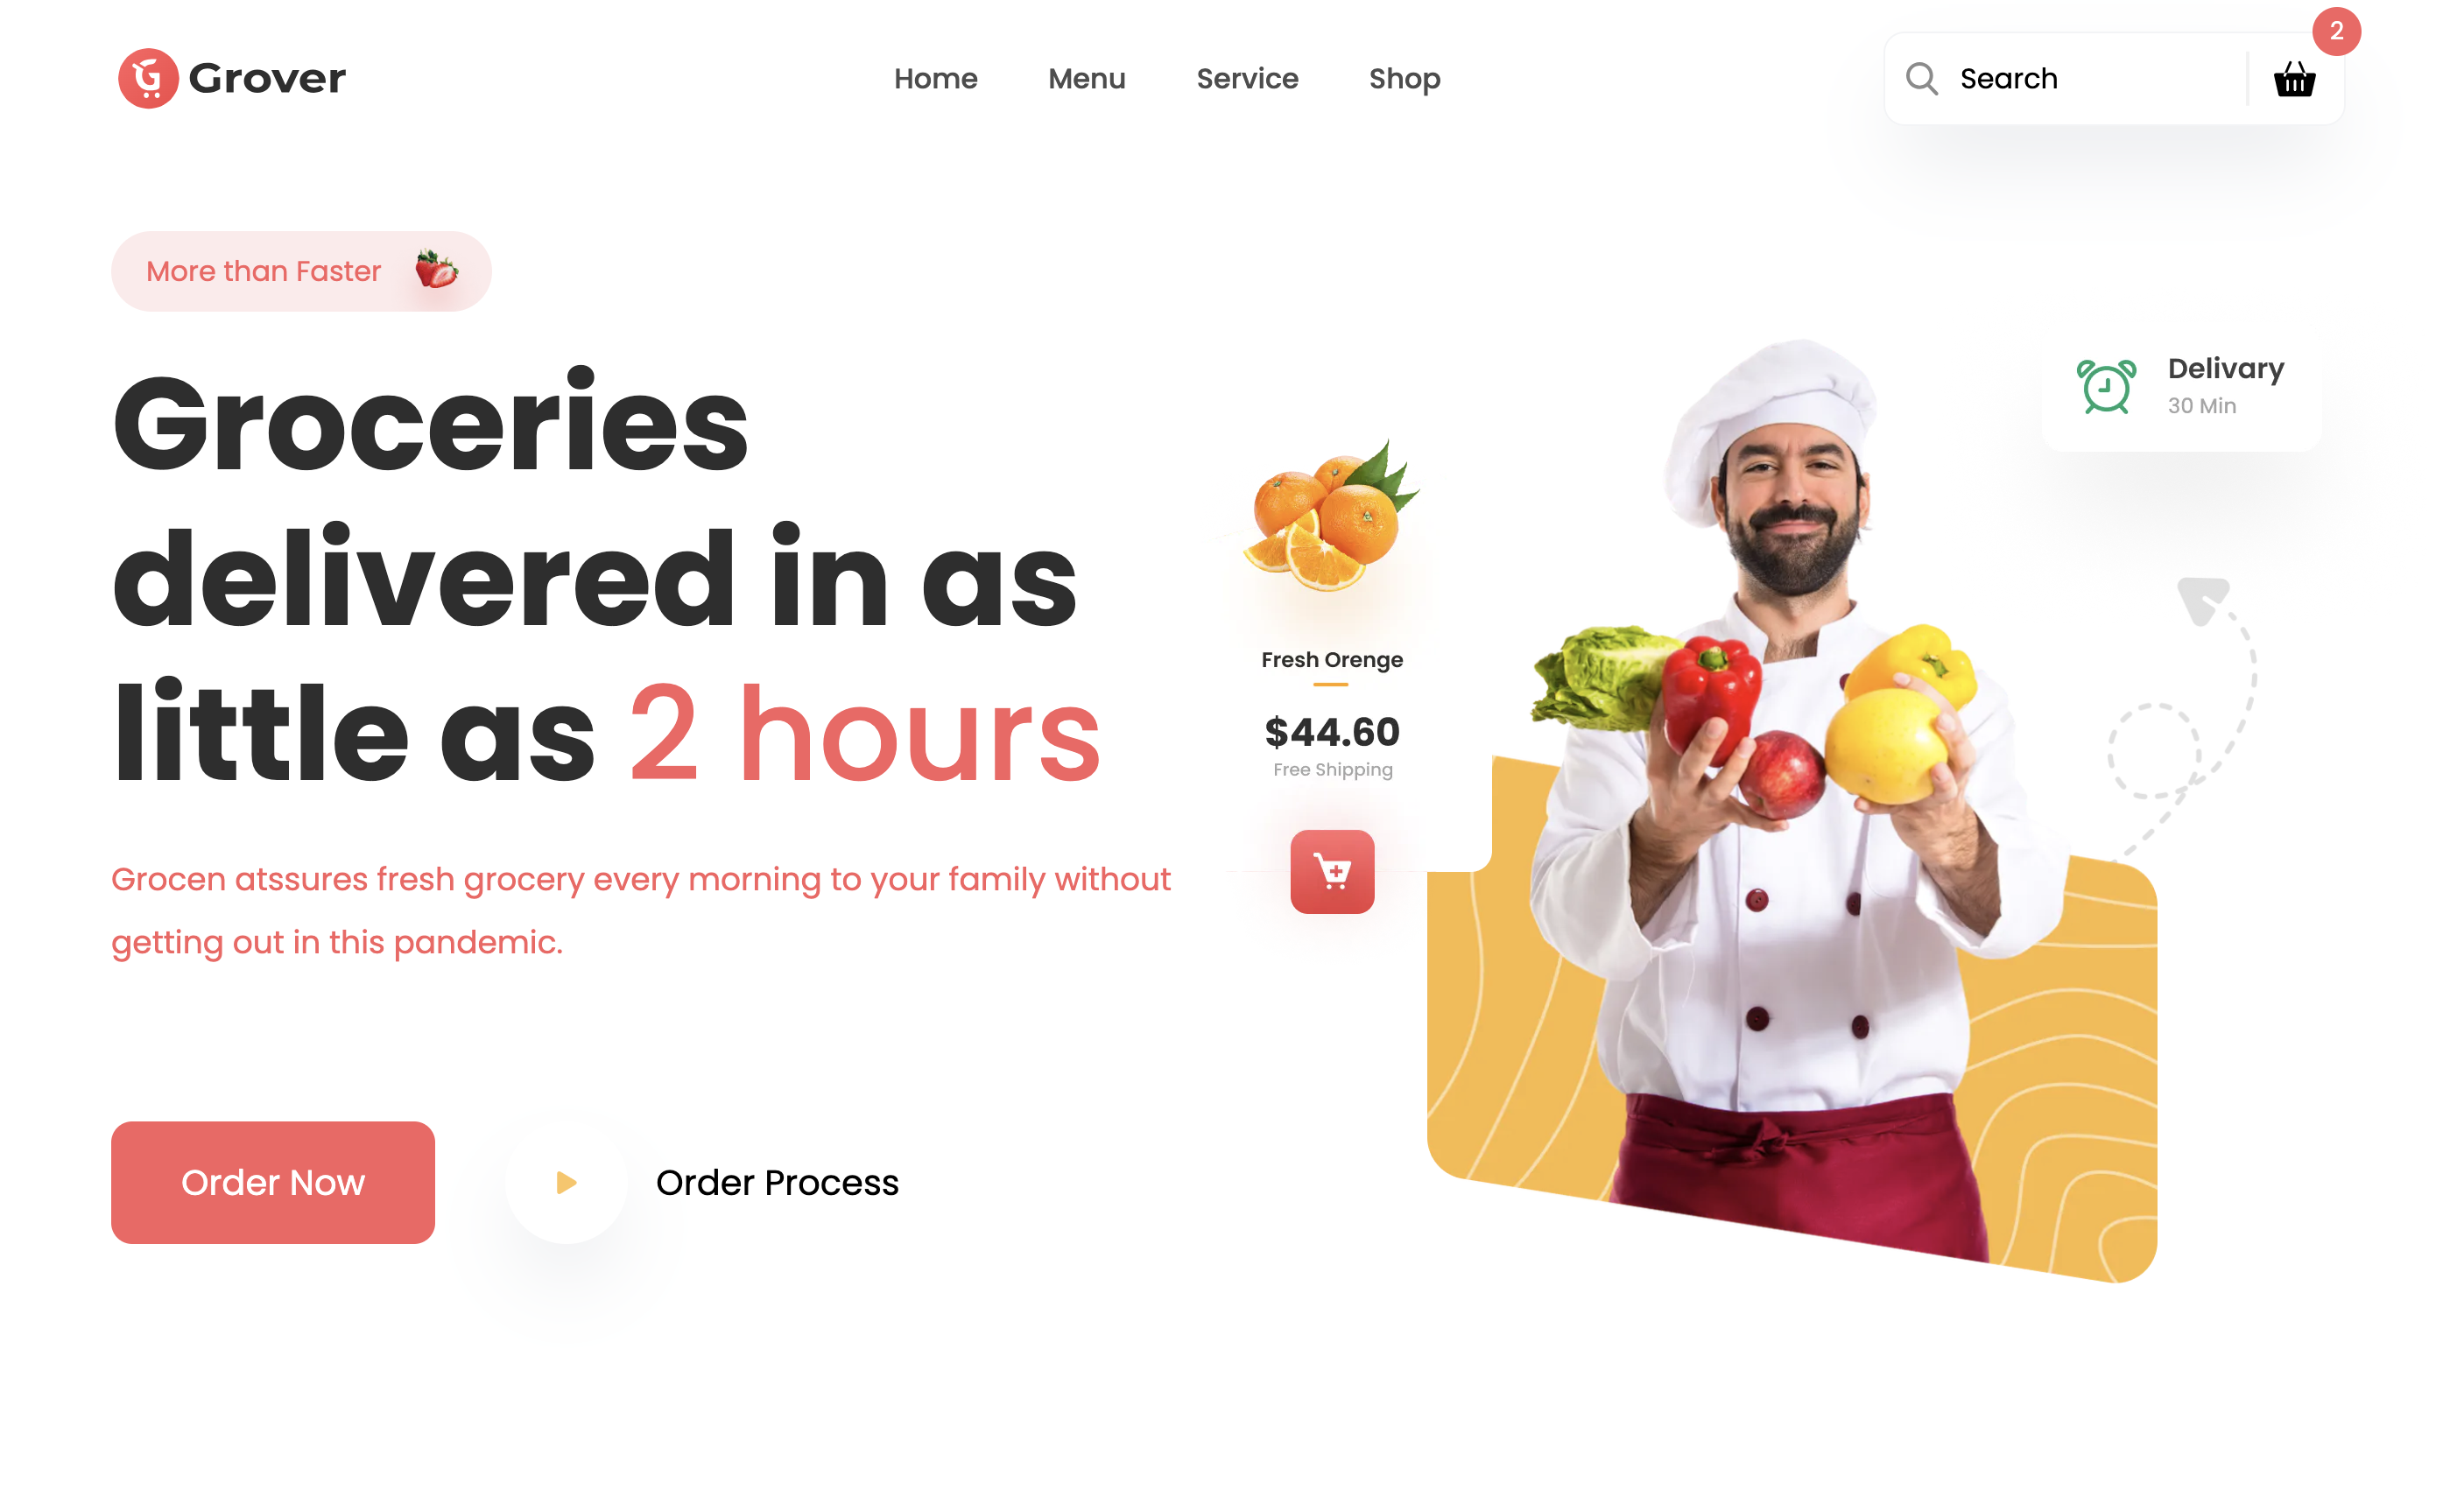 Grover
Home
Menu
Service
Shop
Search
2
More than Faster
Groceries
delivered in as
little as 2 hours
Grocen atssures fresh grocery every morning to your family without
getting out in this pandemic.
Order Now
Order Process
Fresh Orenge
$44.60
Free Shipping
Delivary
30 Min